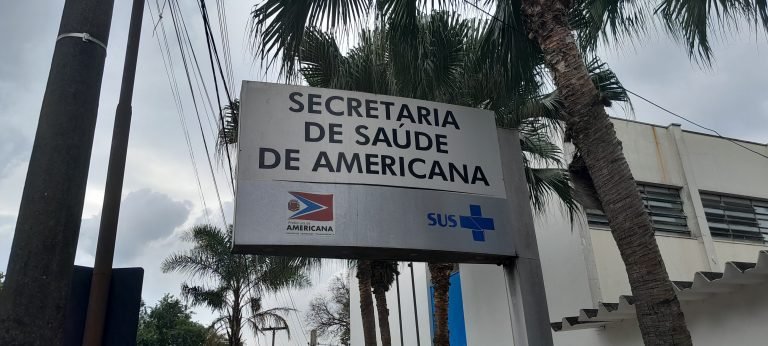 SECRETARIA
DE SAÚDE
DE AMERICANA
AMERICANA
SUS